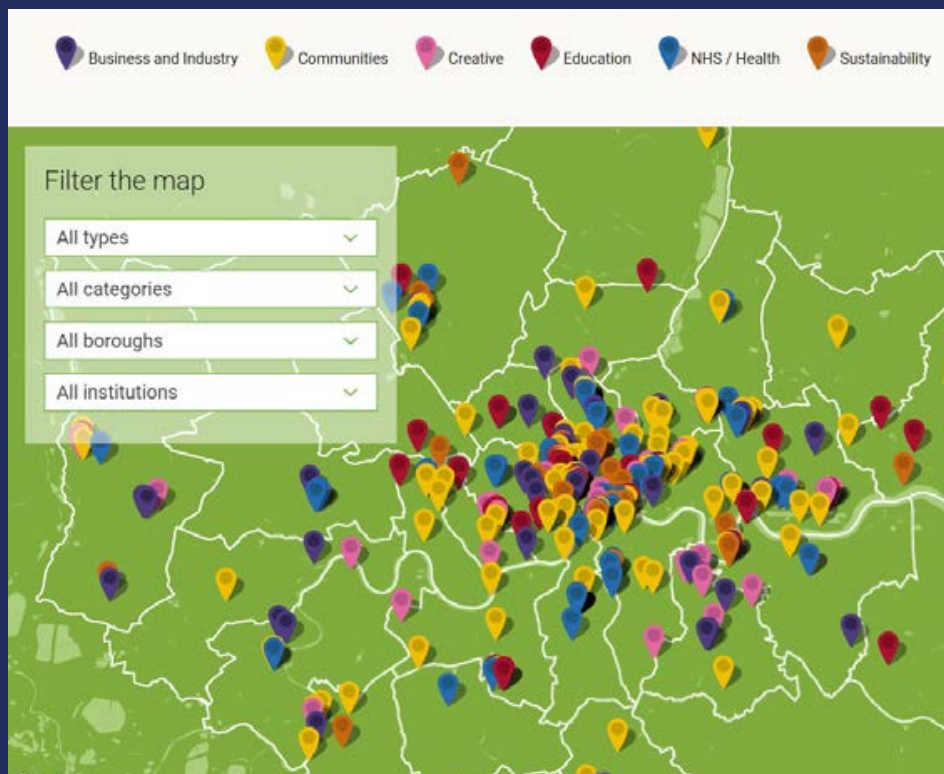 Business and Industry Communities Creative Education NHS / Health Sustainability
Filter the map
All types
All categories
All boroughs
All institutions